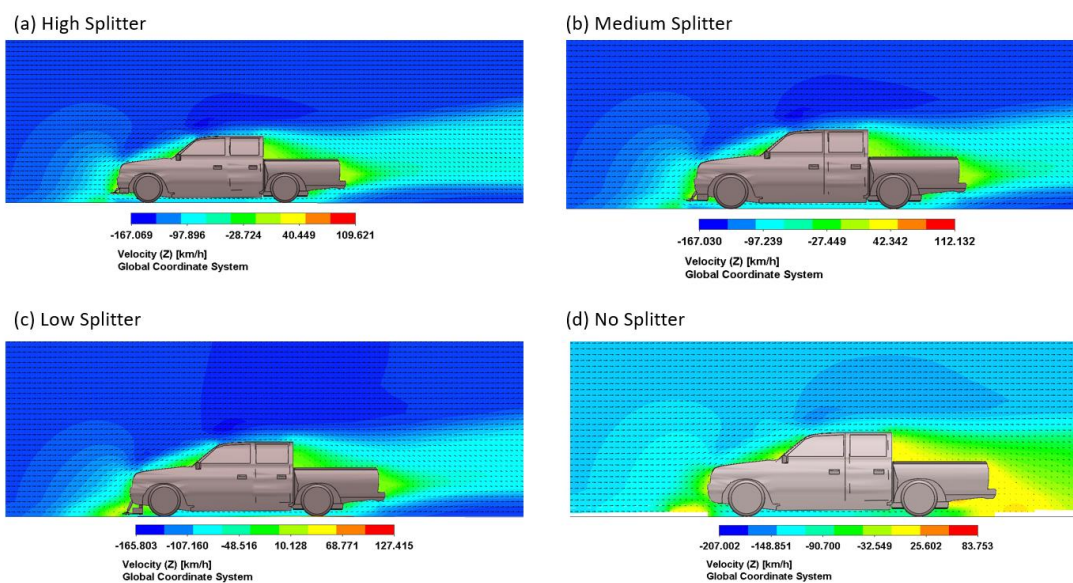 (a) High Splitter
(b) Medium Splitter
-167.069 -97.896 -28.724 40.449 109.621
Velocity (Z) [km/h]
Global Coordinate System
-167.030 -97.239 -27.449 42.342 112.132
Velocity (Z) [km/h]
Global Coordinate System
(c) Low Splitter
(d) No Splitter
-165.803 -107.160 -48.516 10.128 68.771 127.415
Velocity (Z) [km/h]
Global Coordinate System
-207.002 -148.851 -90.700 -32.549 25.602 83.753
Velocity (Z) [km/h]
Global Coordinate System